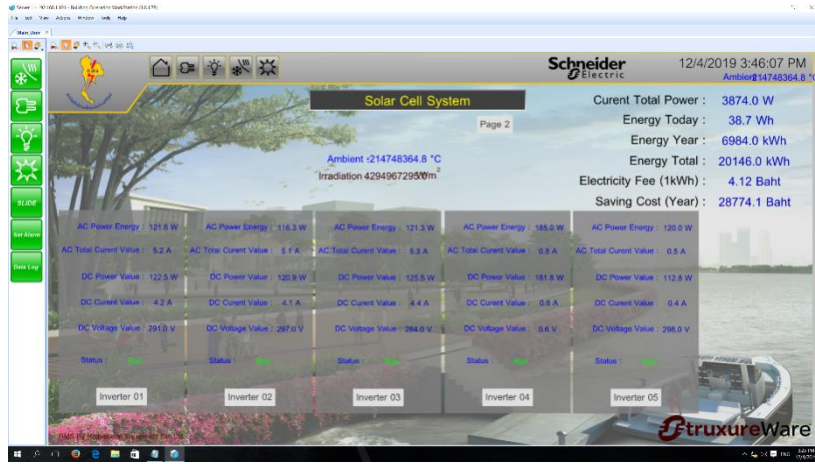 File Edit View Actions Window Tools Help
Main_User
Schneider
Electric
12/4/2019 3:46:07 PM
Solar Cell System
Page 2
Curent Total Power : 3874.0 W
Energy Today : 38.7 Wh
Energy Year : 6984.0 kWh
Energy Total : 20146.0 kWh
Electricity Fee (1kWh) : 4.12 Baht
Saving Cost (Year) : 28774.1 Baht
Ambient -214748364.8 °C
Irradiation 4294967295.0
SLIDE
Set Alarm
Data Log
AC Power Energy : 121.8 W
AC Total Curent Value : 5.2 A
DC Power Value : 122.5 W
DC Curent Value : 4.2 A
DC Voltage Value : 291.0 V
Status : Run
Inverter 01
AC Power Energy : 116.3 W
AC Total Curent Value : 5.1 A
DC Power Value : 120.9 W
DC Curent Value : 4.1 A
DC Voltage Value : 297.0 V
Status : Run
Inverter 02
AC Power Energy : 121.3 W
AC Total Curent Value : 5.3 A
DC Power Value : 125.5 W
DC Curent Value : 4.4 A
DC Voltage Value : 294.0 V
Status : Run
Inverter 03
AC Power Energy : 185.0 W
AC Total Curent Value : 0.8 A
DC Power Value : 181.8 W
DC Curent Value : 0.6 A
DC Voltage Value : 0.6 V
Status : Run
Inverter 04
AC Power Energy : 120.0 W
AC Total Curent Value : 0.5 A
DC Power Value : 112.8 W
DC Curent Value : 0.4 A
DC Voltage Value : 296.0 V
Status : Run
Inverter 05
StruxureWare